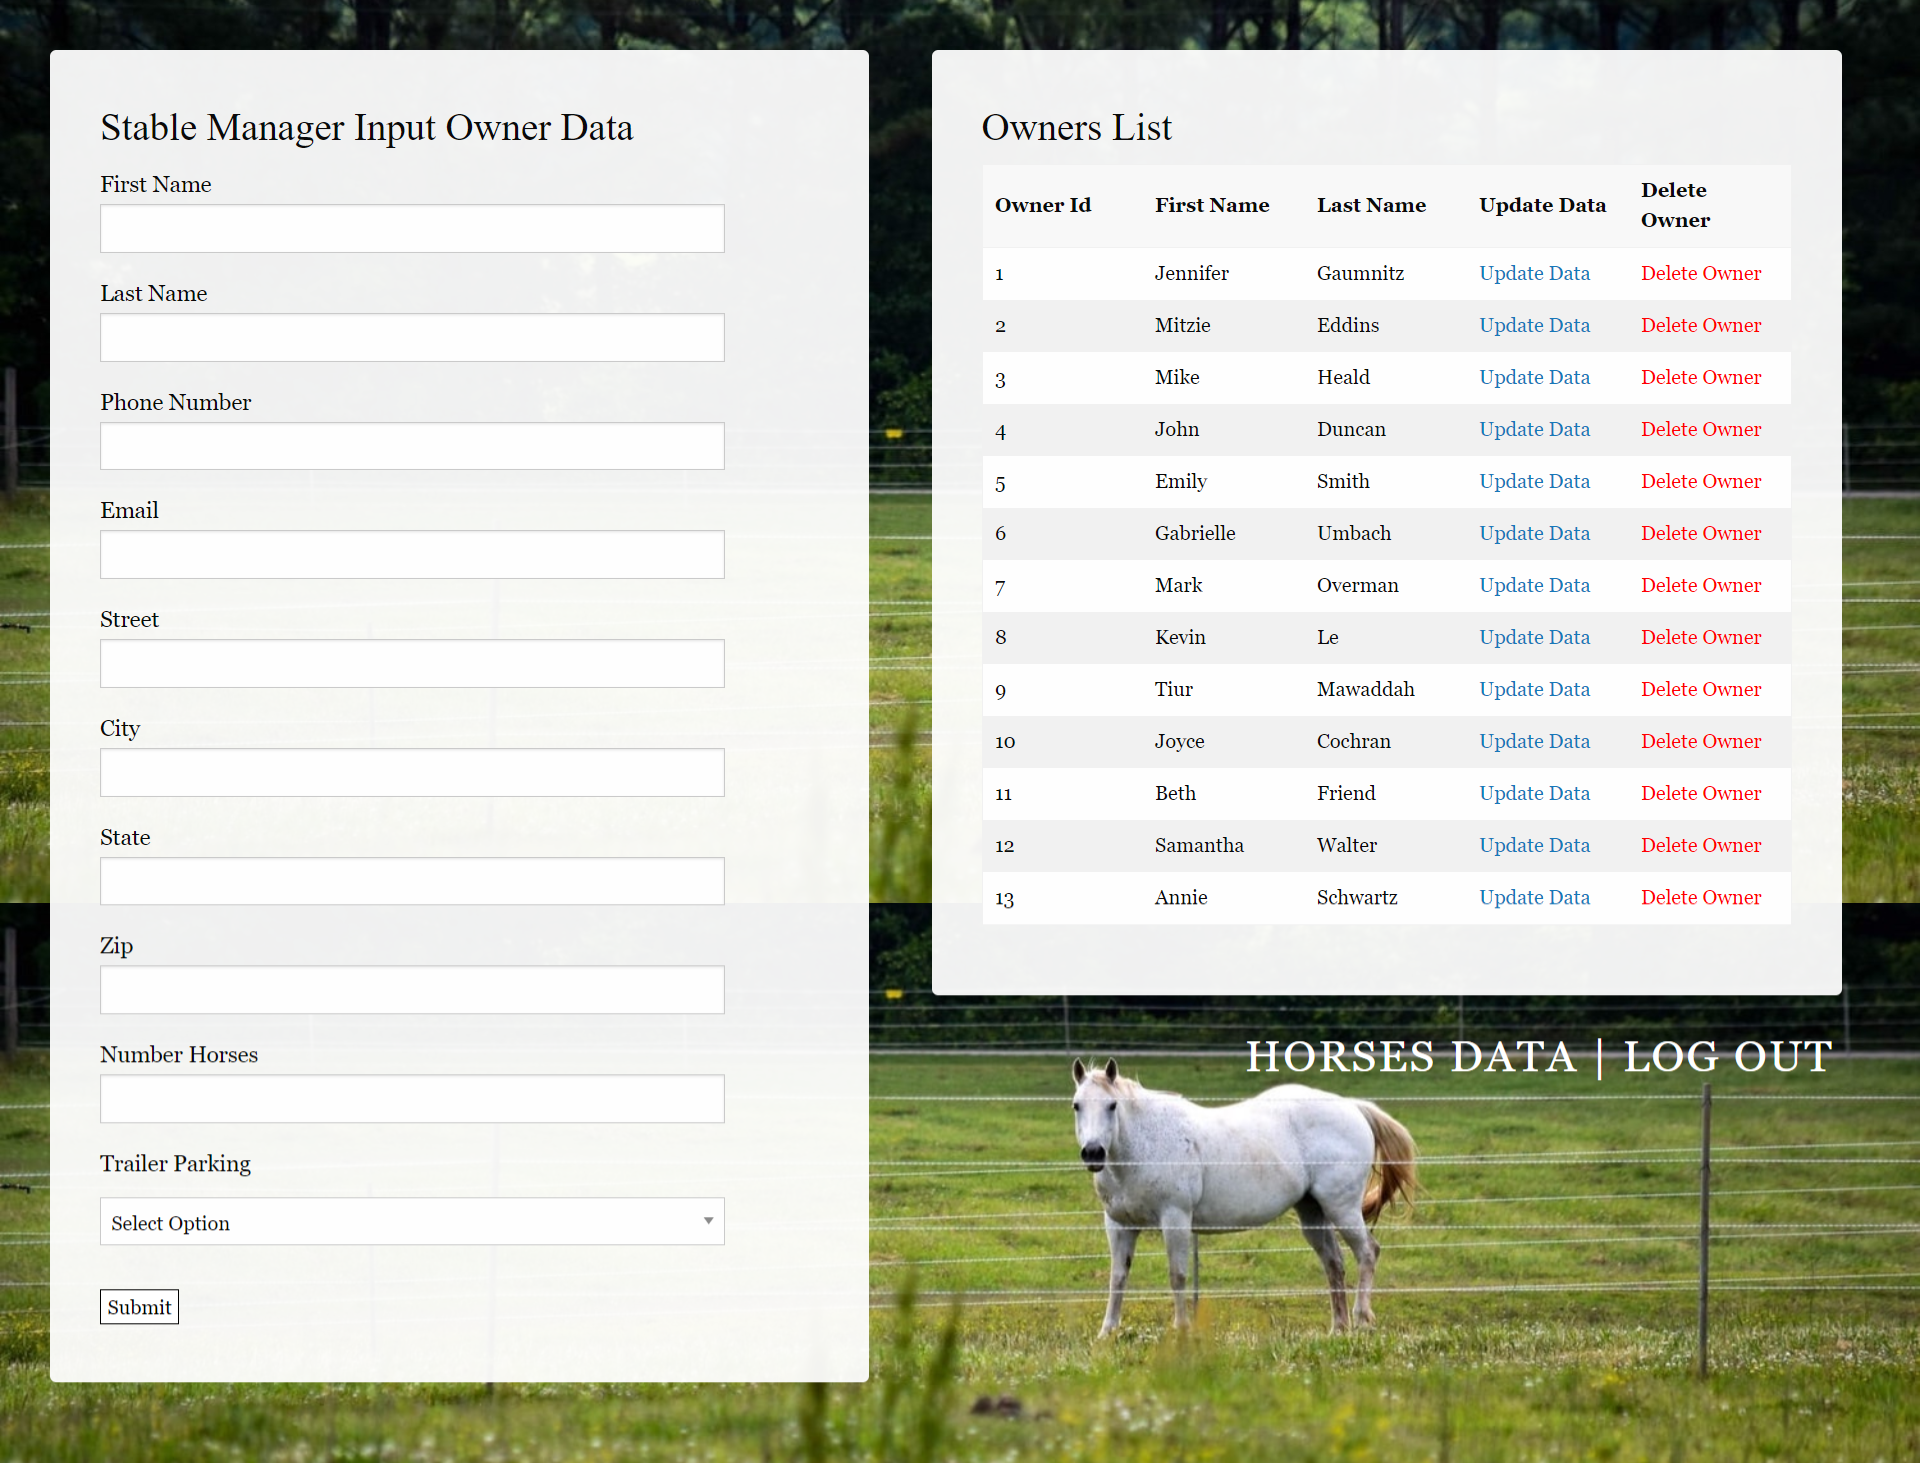 Stable Manager Input Owner Data
First Name
Last Name
Phone Number
Email
Street
City
State
Zip
Number Horses
Trailer Parking
Select Option
Submit
Owners List
Owner Id First Name Last Name Update Data Delete Owner
1 Jennifer Gaumnitz Update Data Delete Owner
2 Mitzie Eddins Update Data Delete Owner
3 Mike Heald Update Data Delete Owner
4 John Duncan Update Data Delete Owner
5 Emily Smith Update Data Delete Owner
6 Gabrielle Umbach Update Data Delete Owner
7 Mark Overman Update Data Delete Owner
8 Kevin Le Update Data Delete Owner
9 Tiur Mawaddah Update Data Delete Owner
10 Joyce Cochran Update Data Delete Owner
11 Beth Friend Update Data Delete Owner
12 Samantha Walter Update Data Delete Owner
13 Annie Schwartz Update Data Delete Owner
HORSES DATA | LOG OUT